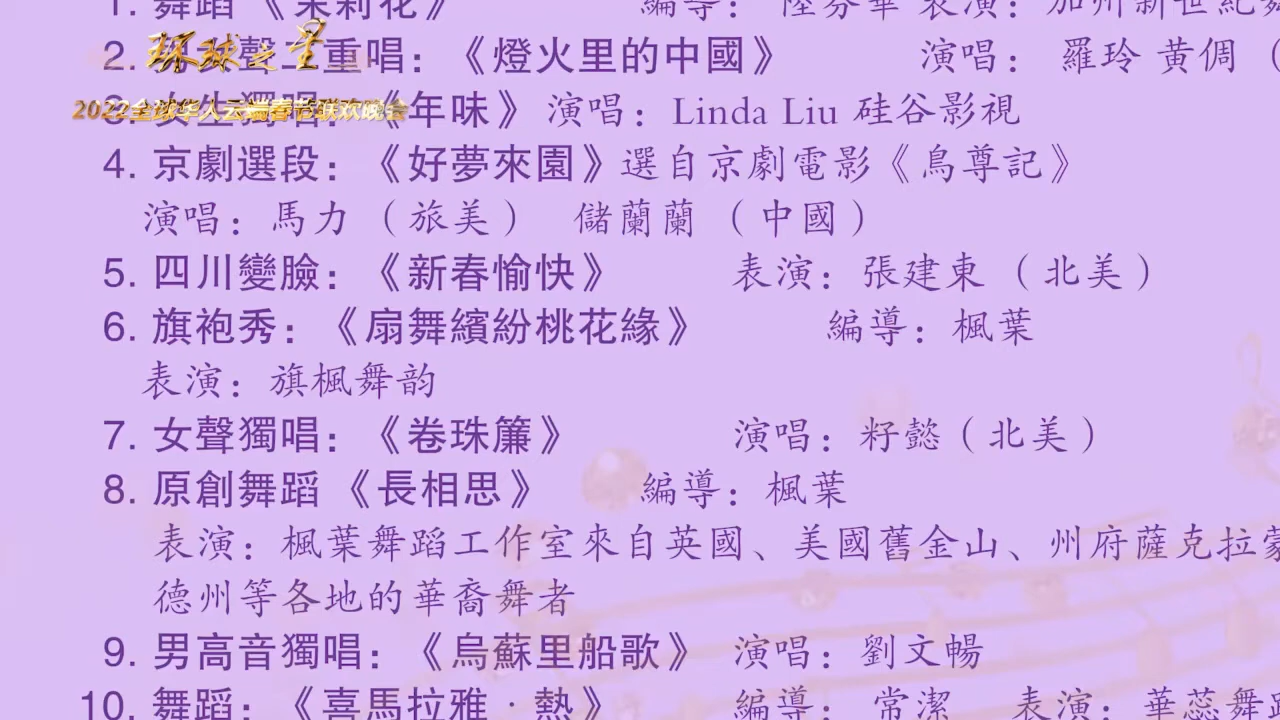 1. 舞蹈 《茉莉花》 編導： 陸芬華 表演：加州新世紀舞
环球之星
2. 聲二重唱：《燈火里的中國》 演唱： 羅玲 黄倜 （
2022全球华人云端春节联欢晚会
3. 女生獨唱：《年味》演唱：Linda Liu 硅谷影視
4. 京劇選段：《好夢來園》選自京劇電影《鳥尊記》
演唱：馬力 （旅美） 儲蘭蘭 （中國）
5. 四川變臉：《新春愉快》 表演：張建東 （北美）
6. 旗袍秀：《扇舞繽紛桃花緣》 編導：楓葉
表演：旗楓舞韵
7. 女聲獨唱：《卷珠簾》 演唱：籽懿（北美）
8. 原創舞蹈 《長相思》 編導：楓葉
表演：楓葉舞蹈工作室來自英國、美國舊金山、州府薩克拉蒙
德州等各地的華裔舞者
9. 男高音獨唱：《烏蘇里船歌》 演唱：劉文暢
10. 舞蹈：《喜馬拉雅·熱》 編導：常潔 表演：華蕊舞蹈